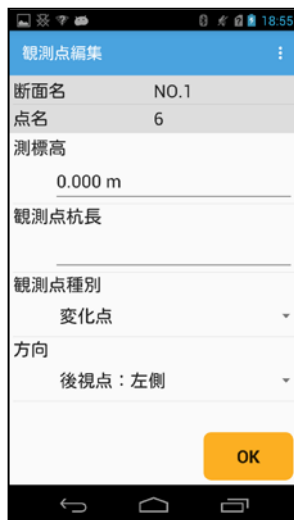 18:55
観測点編集
断面名 NO.1
点名 6
測標高
0.000 m
観測点杭長
観測点種別
変化点
方向
後視点：左側
OK